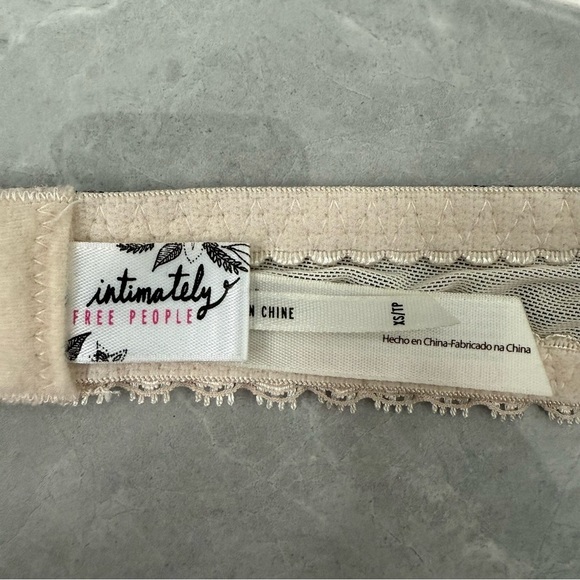 intimately
FREE PEOPLE
N CHINE
XS/TP
Hecho en China-Fabricado na China